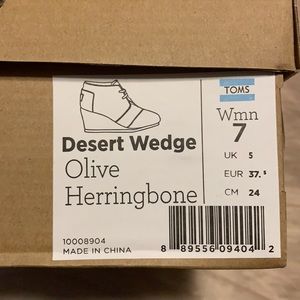 TOMS
Wmn
7
UK 5
EUR 37.5
CM 24
Desert Wedge
Olive
Herringbone
10008904
MADE IN CHINA
8 89556 09404 2